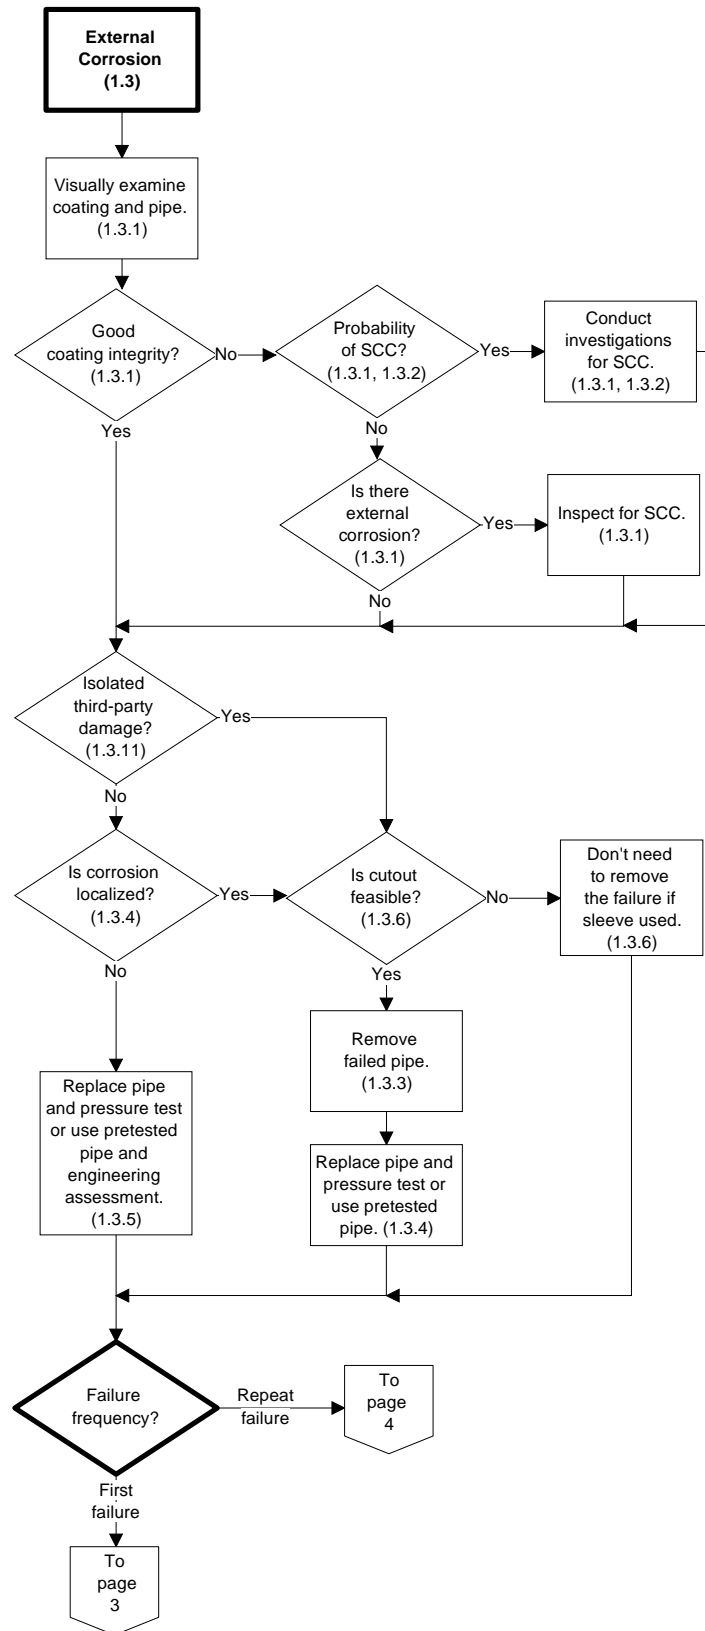 External
Corrosion
(1.3)
Visually examine
coating and pipe.
(1.3.1)
Good
coating integrity?
(1.3.1)
No
Probability
of SCC?
(1.3.1, 1.3.2)
Yes
Conduct
investigations
for SCC.
(1.3.1, 1.3.2)
Yes
No
Is there
external
corrosion?
(1.3.1)
Yes
Inspect for SCC.
(1.3.1)
No
Isolated
third-party
damage?
(1.3.11)
Yes
No
Is corrosion
localized?
(1.3.4)
Yes
Is cutout
feasible?
(1.3.6)
No
Don't need
to remove
the failure if
sleeve used.
(1.3.6)
No
Yes
Remove
failed pipe.
(1.3.3)
Replace pipe
and pressure test
or use pretested
pipe and
engineering
assessment.
(1.3.5)
Replace pipe and
pressure test or
use pretested
pipe. (1.3.4)
Failure
frequency?
Repeat
failure
To
page
4
First
failure
To
page
3